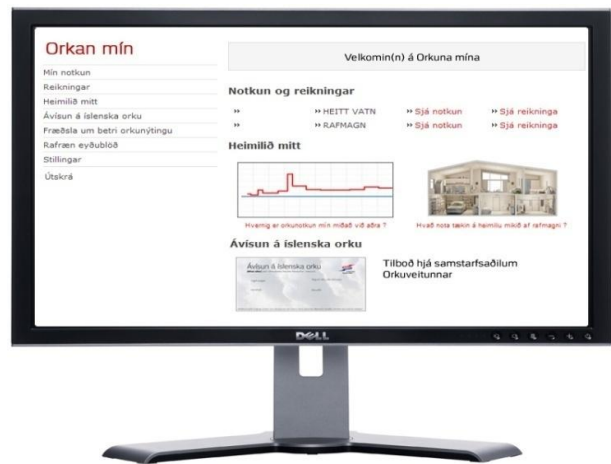 Orkan mín
Mín notkun
Reikningar
Heimilið mitt
Ávísun á íslenska orku
Fræðsla um betri orkunýtingu
Rafræn eyðublöð
Stillingar
Útskrá
Velkomin(n) á Orkuna mína
Notkun og reikningar
» » HEITT VATN » Sjá notkun » Sjá reikninga
» » RAFMAGN » Sjá notkun » Sjá reikninga
Heimilið mitt
Hvernig er orkunotkun mín miðað við aðra ?
Hvað nota tækin á heimilinu mikið af rafmagni ?
Ávísun á íslenska orku
Ávísun á íslenska orku
Tilboð hjá samstarfsaðilum
Orkuveitunnar
DELL